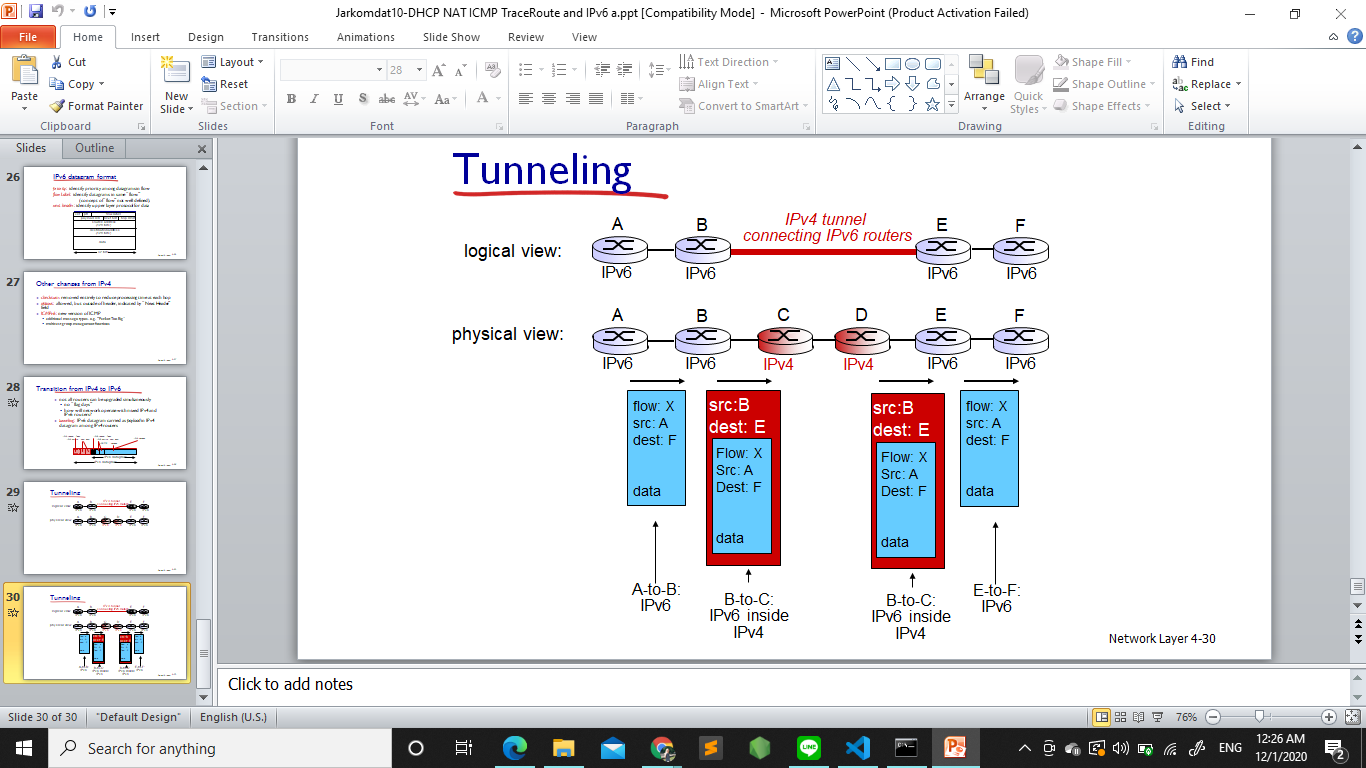 Jarkomdat10-DHCP NAT ICMP TraceRoute and IPv6 a.ppt [Compatibility Mode] - Microsoft PowerPoint (Product Activation Failed)
File Home Insert Design Transitions Animations Slide Show Review View
Paste
Cut
Copy
Format Painter
Clipboard
New Slide
Layout
Reset
Section
Slides
28
B I U S abc AV Aa A
Font
Paragraph
Text Direction
Align Text
Convert to SmartArt
Arrange
Quick Styles
Shape Fill
Shape Outline
Shape Effects
Drawing
Find
Replace
Select
Editing
Slides Outline
26
IPv6 datagram format
27
Other changes from IPv4
28
Transition from IPv4 to IPv6
29
Tunneling
30
Tunneling
Tunneling
IPv4 tunnel
connecting IPv6 routers
A B E F
logical view:
IPv6 IPv6 IPv6 IPv6
A B C D E F
physical view:
IPv6 IPv6 IPv4 IPv4 IPv6 IPv6
flow: X
src: A
dest: F
data
src:B
dest: E
Flow: X
Src: A
Dest: F
data
src:B
dest: E
Flow: X
Src: A
Dest: F
data
flow: X
src: A
dest: F
data
A-to-B:
IPv6
B-to-C:
IPv6 inside
IPv4
B-to-C:
IPv6 inside
IPv4
E-to-F:
IPv6
Network Layer 4-30
Click to add notes
Slide 30 of 30 "Default Design" English (U.S.) 76%
Search for anything
ENG
12:26 AM
12/1/2020
2